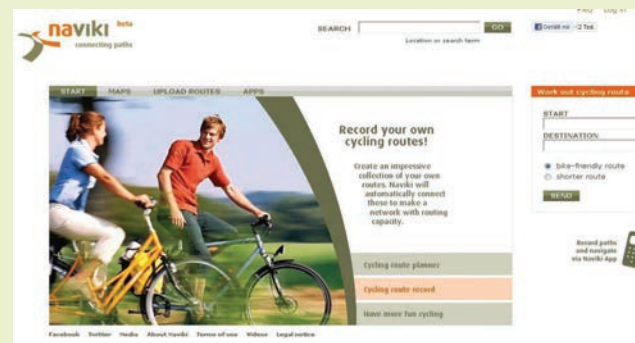 FAQ Log in
naviki beta
connecting paths
SEARCH
GO
Location or search term
Gefällt mir
START MAPS UPLOAD ROUTES APPS
Record your own
cycling routes!
Create an impressive
collection of your own
routes. Naviki will
automatically connect
these to make a
network with routing
capacity.
Cycling route planner
Cycling route record
Have more fun cycling
Work out cycling route
START
DESTINATION
bike-friendly route
shorter route
SEND
Record paths
and navigate
via Naviki App
Facebook Twitter Media About Naviki Terms of use Videos Legal notice